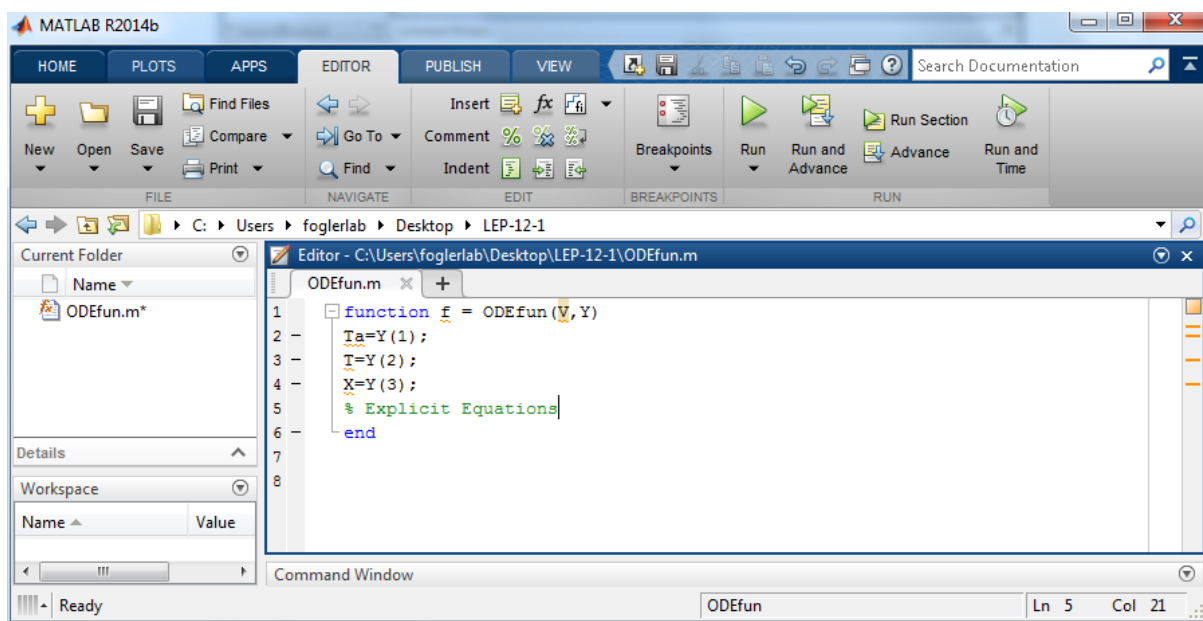 MATLAB R2014b
HOME PLOTS APPS EDITOR PUBLISH VIEW Search Documentation
New Open Save
Find Files
Compare
Print
FILE
Go To
Find
NAVIGATE
Insert fx fi
Comment % %
Indent
EDIT
Breakpoints
BREAKPOINTS
Run
Run and Advance
Run Section
Advance
Run and Time
RUN
C: Users foglerlab Desktop LEP-12-1
Current Folder
Name
ODEfun.m*
Details
Workspace
Name Value
Editor - C:\Users\foglerlab\Desktop\LEP-12-1\ODEfun.m
ODEfun.m
1 function f = ODEfun(V,Y)
2 Ta=Y(1);
3 T=Y(2);
4 X=Y(3);
5 % Explicit Equations
6 end
7
8
Command Window
Ready ODEfun Ln 5 Col 21